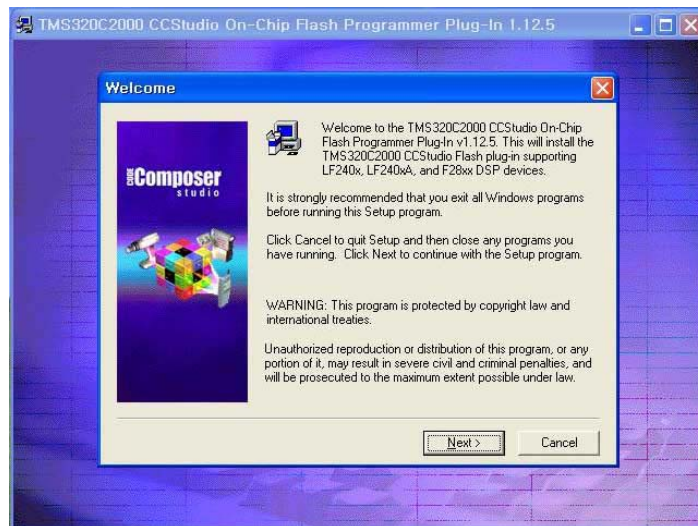 TMS320C2000 CCStudio On-Chip Flash Programmer Plug-In 1.12.5
Welcome
CODE
Composer
studio
Welcome to the TMS320C2000 CCStudio On-Chip
Flash Programmer Plug-In v1.12.5. This will install the
TMS320C2000 CCStudio Flash plug-in supporting
LF240x, LF240xA, and F28xx DSP devices.
It is strongly recommended that you exit all Windows programs
before running this Setup program.
Click Cancel to quit Setup and then close any programs you
have running. Click Next to continue with the Setup program.
WARNING: This program is protected by copyright law and
international treaties.
Unauthorized reproduction or distribution of this program, or any
portion of it, may result in severe civil and criminal penalties, and
will be prosecuted to the maximum extent possible under law.
Next >
Cancel